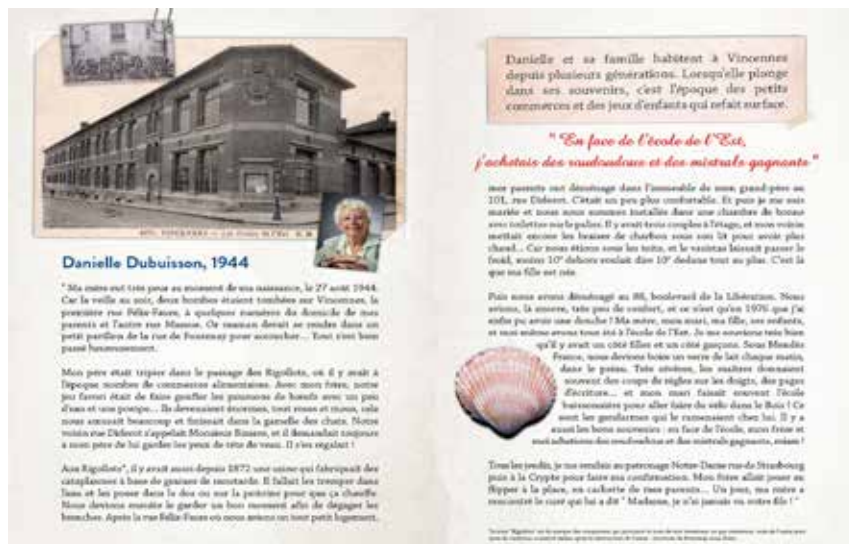 Danielle Dubuisson, 1944
" Ma mère eut très peur au moment de ma naissance, le 27 août 1944.
Car la veille au soir, deux bombes étaient tombées sur Vincennes, la
première rue Félix-Faure, à quelques numéros du domicile de mes
parents et l'autre rue Massue. Or maman devait se rendre dans un
petit pavillon de la rue de Fontenay pour accoucher... Tout s'est bien
passé heureusement.
Mon père était tripier dans le passage des Rigollots, où il y avait à
l'époque nombre de commerces alimentaires. Avec mon frère, notre
jeu favori était de faire gonfler les poumons de bœufs avec un peu
d'eau et une pompe... Ils devenaient énormes, tout roses et mous, cela
nous amusait beaucoup et finissait dans la gamelle des chats. Notre
voisin rue Diderot s'appelait Monsieur et il demandait toujours
à mon père de lui garder les yeux de tête de veau. Il s'en régalait !
Aux Rigollots*, il y avait aussi depuis 1872 une usine qui fabriquait des
cataplasmes à base de graines de moutarde. Il fallait les tremper dans
l'eau et les poser dans le dos ou sur la poitrine pour que ça chauffe.
Nous devions ensuite le garder un bon moment afin de dégager les
bronches. Après la rue Félix-Faure où nous avions un tout petit logement,
Danielle et sa famille habitent à Vincennes
depuis plusieurs générations. Lorsqu'elle plonge
dans ses souvenirs, c'est l'époque des petits
commerces et des jeux d'enfants qui refait surface.
" En face de l'école de l'Est,
j'achetais des roudoudous et des mistrals gagnants "
mes parents ont déménagé dans l'immeuble de mon grand-père au
101, rue Diderot. C'était un peu plus confortable. Et puis je me suis
mariée et nous nous sommes installés dans une chambre de bonne
avec toilettes sur le palier. Il y avait trois couples à l'étage, et mon voisin
mettait encore les braises de charbon sous son lit pour avoir plus
chaud... Car nous étions sous les toits, et le vasistas laissait passer le
froid, moins 10° dehors voulait dire 10° dedans tout au plus. C'est là
que ma fille est née.
Puis nous avons déménagé au 88, boulevard de la Libération. Nous
avions, là encore, très peu de confort, et ce n'est qu'en 1976 que j'ai
enfin pu avoir une douche ! Ma mère, mon mari, ma fille, ses enfants,
et moi-même avons tous été à l'école de l'Est. Je me souviens très bien
qu'il y avait un côté filles et un côté garçons. Sous Mendès
France, nous devions boire un verre de lait chaque matin,
dans le préau. Très sévères, les maîtres donnaient
souvent des coups de règles sur les doigts, des pages
d'écriture... et mon mari faisait souvent l'école
buissonnière pour aller faire du vélo dans le Bois ! Ce
sont les gendarmes qui le ramenaient chez lui. Il y a
aussi les bons souvenirs : en face de l'école, mon frère et
moi achetions des roudoudous et des mistrals gagnants, miam !
Tous les jeudis, je me rendais au patronage Notre-Dame rue de Strasbourg
puis à la Crypte pour faire ma confirmation. Mon frère allait jouer au
flipper à la place, en cachette de mes parents... Un jour, ma mère a
rencontré le curé qui lui a dit " Madame, je n'ai jamais vu votre fils ! "